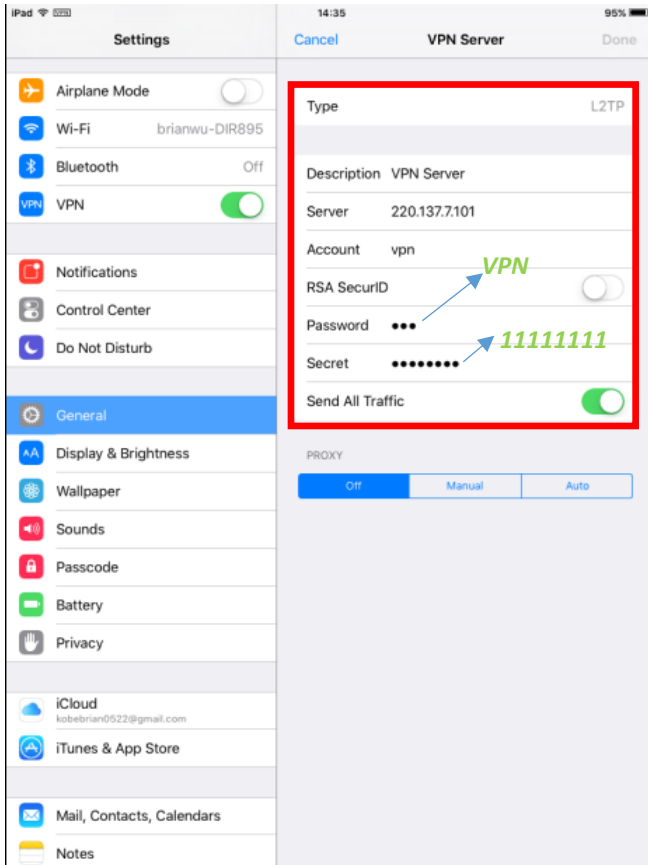 iPad VPN 14:35 95%
Settings
Cancel VPN Server Done
Airplane Mode
Wi-Fi brianwu-DIR895
Bluetooth Off
VPN VPN
Notifications
Control Center
Do Not Disturb
General
AA Display & Brightness
Wallpaper
Sounds
Passcode
Battery
Privacy
iCloud
kobebrian0522@gmail.com
iTunes & App Store
Mail, Contacts, Calendars
Notes
Type L2TP
Description VPN Server
Server 220.137.7.101
Account vpn
VPN
RSA SecurID
Password •••
11111111
Secret ••••••••
Send All Traffic
PROXY
Off Manual Auto